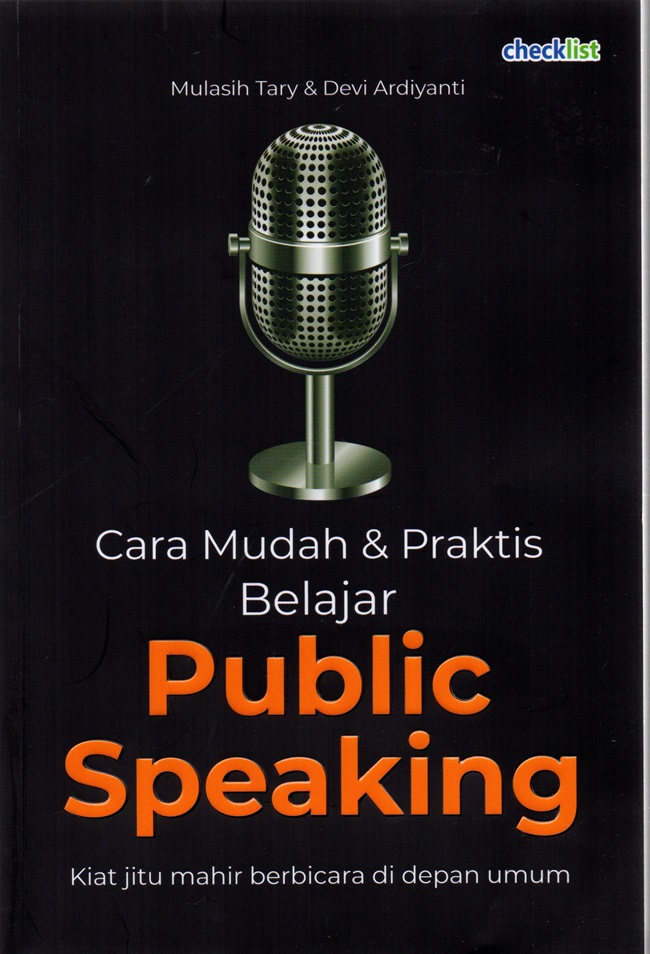 checklist
Mulasih Tary & Devi Ardiyanti
Cara Mudah & Praktis
Belajar
Public
Speaking
Kiat jitu mahir berbicara di depan umum